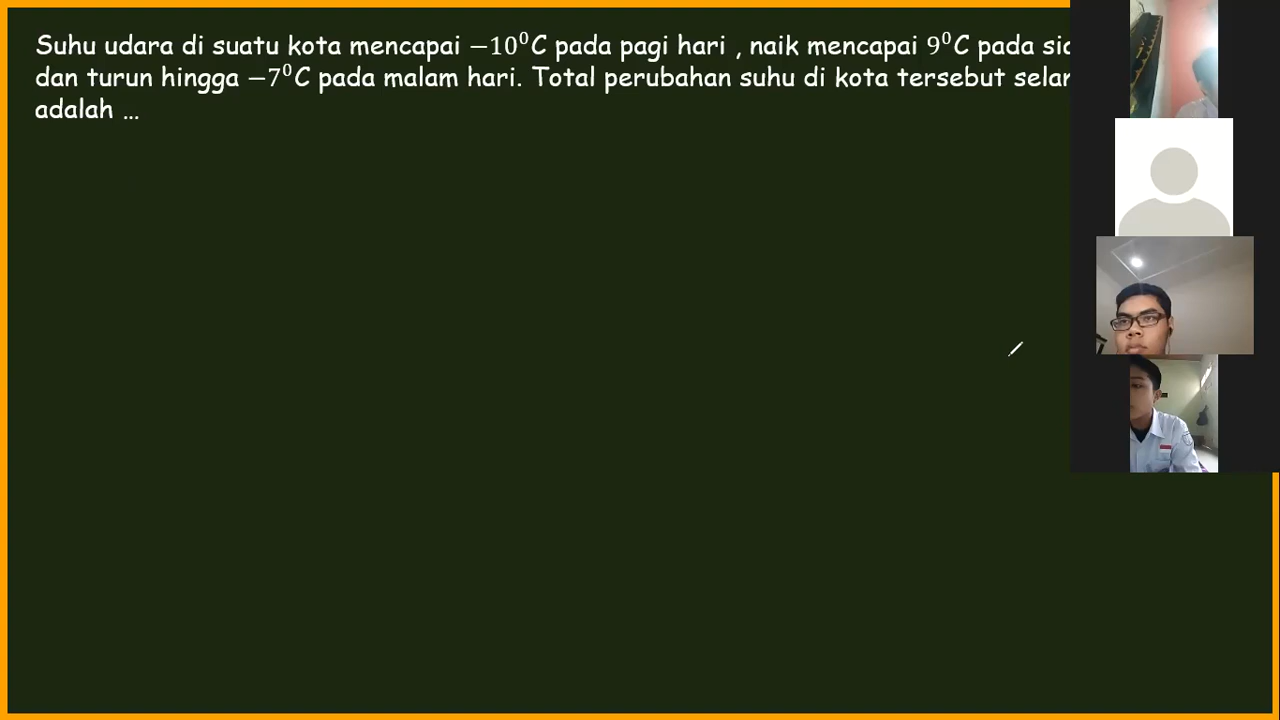 Suhu udara di suatu kota mencapai −10⁰C pada pagi hari , naik mencapai 9⁰C pada
dan turun hingga −7⁰C pada malam hari. Total perubahan suhu di kota tersebut
adalah ...